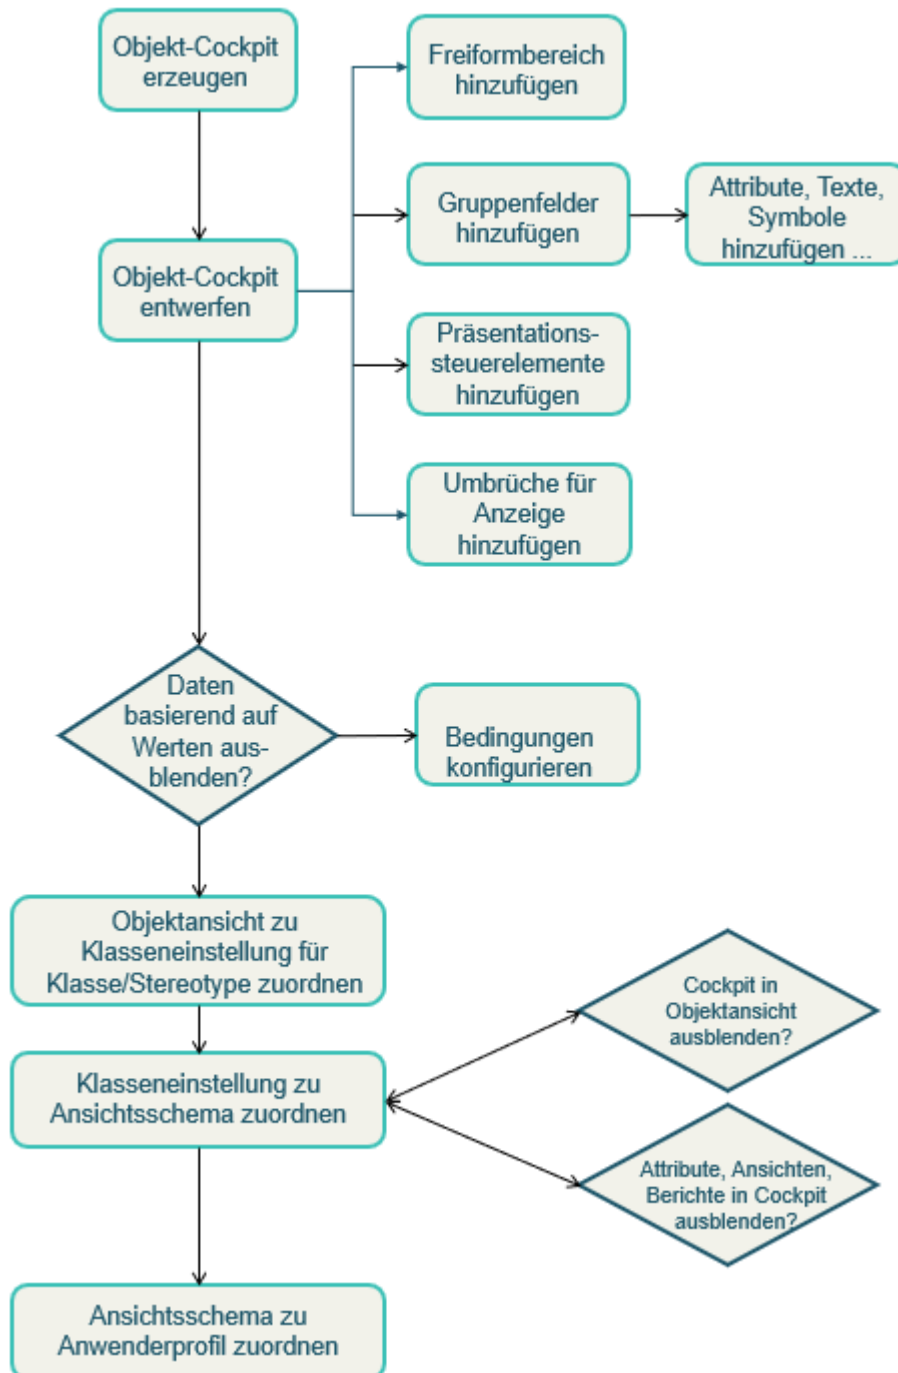 Objekt-Cockpit
erzeugen
Freiformbereich
hinzufügen
Gruppenfelder
hinzufügen
Attribute, Texte,
Symbole
hinzufügen ...
Objekt-Cockpit
entwerfen
Präsentations-
steuerelemente
hinzufügen
Umbrüche für
Anzeige
hinzufügen
Daten
basierend auf
Werten aus-
blenden?
Bedingungen
konfigurieren
Objektansicht zu
Klasseneinstellung für
Klasse/Stereotype zuordnen
Cockpit in
Objektansicht
ausblenden?
Klasseneinstellung zu
Ansichtsschema zuordnen
Attribute, Ansichten,
Berichte in Cockpit
ausblenden?
Ansichtsschema zu
Anwenderprofil zuordnen